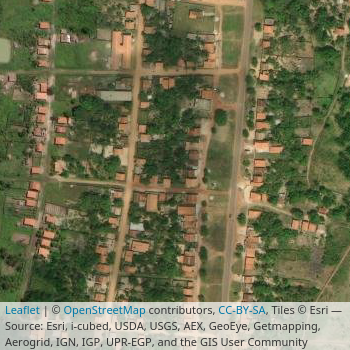 Leaflet | © OpenStreetMap contributors, CC-BY-SA, Tiles © Esri —
Source: Esri, i-cubed, USDA, USGS, AEX, GeoEye, Getmapping,
Aerogrid, IGN, IGP, UPR-EGP, and the GIS User Community